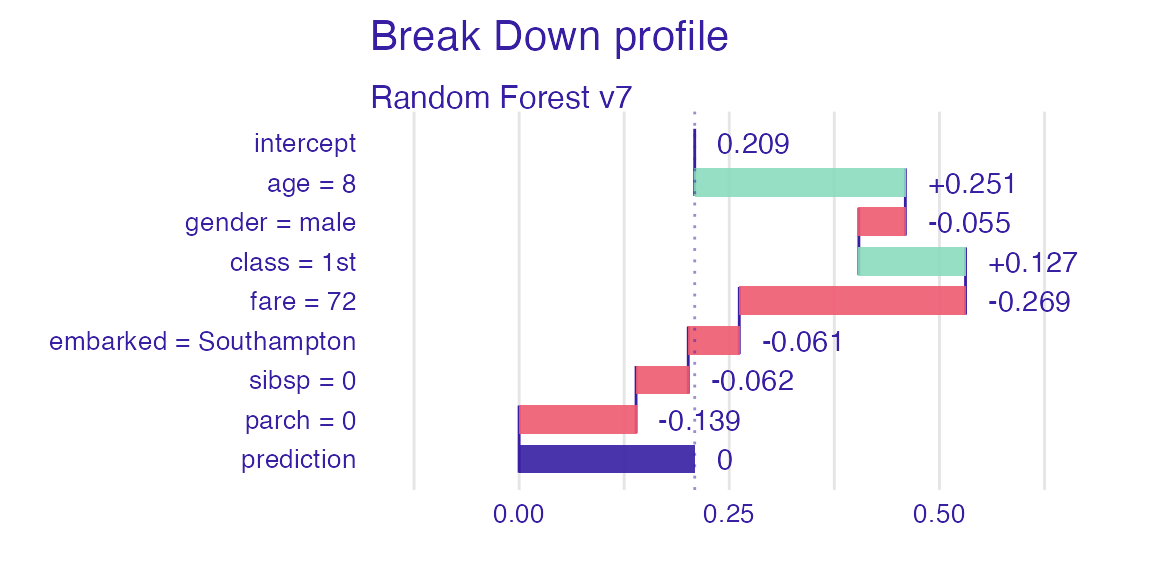 Break Down profile
Random Forest v7
intercept 0.209
age = 8 +0.251
gender = male -0.055
class = 1st +0.127
fare = 72 -0.269
embarked = Southampton -0.061
sibsp = 0 -0.062
parch = 0 -0.139
prediction 0
0.00 0.25 0.50